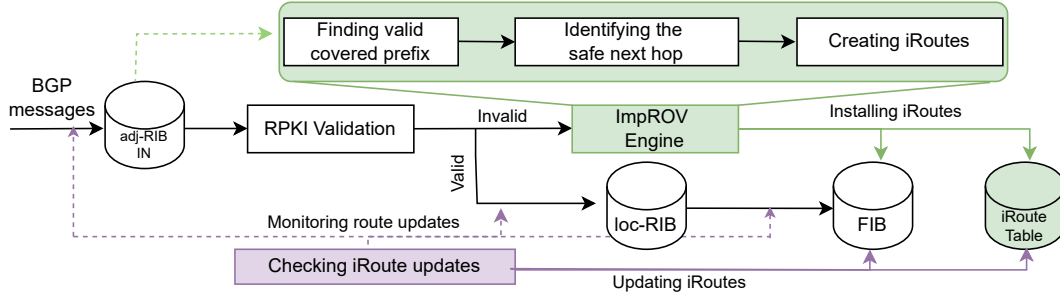 Finding valid
covered prefix
Identifying the
safe next hop
Creating iRoutes
BGP
messages
adj-RIB
IN
RPKI Validation
Invalid
ImpROV
Engine
Installing iRoutes
Valid
loc-RIB
FIB
iRoute
Table
Monitoring route updates
Checking iRoute updates
Updating iRoutes